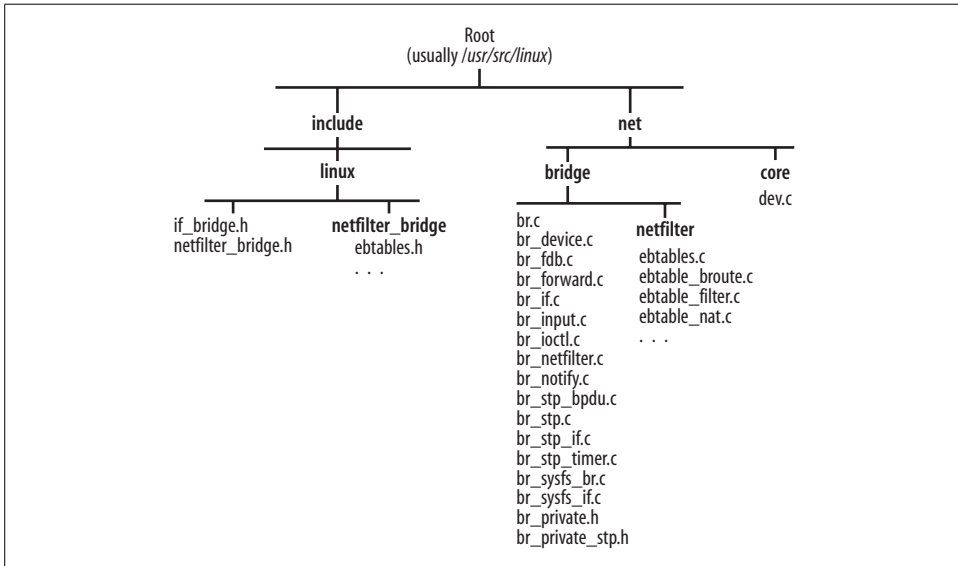 Root
(usually /usr/src/linux)
include
net
linux
bridge
core
dev.c
if_bridge.h
netfilter_bridge.h
netfilter_bridge
ebtables.h
. . .
br.c
br_device.c
br_fdb.c
br_forward.c
br_if.c
br_input.c
br_ioctl.c
br_netfilter.c
br_notify.c
br_stp_bpdu.c
br_stp.c
br_stp_if.c
br_stp_timer.c
br_sysfs_br.c
br_sysfs_if.c
br_private.h
br_private_stp.h
netfilter
ebtables.c
ebtable_broute.c
ebtable_filter.c
ebtable_nat.c
. . .